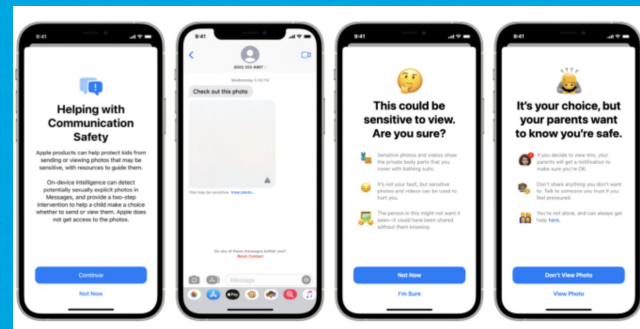 9:41
Helping with
Communication
Safety
Apple products can help protect kids from
sending or viewing photos that may be
sensitive, with resources to guide them.
On-device intelligence can detect
potentially sexually explicit photos in
Messages, and provide a two-step
intervention to help a child make a choice
whether to send or view them. Apple does
not get access to the photos.
Continue
Not Now
9:41
Wednesday
Check out this photo
This may be sensitive. View photo...
Do any of these messages bother you?
Block Contact
iMessage
Pay
9:41
This could be
sensitive to view.
Are you sure?
Sensitive photos and videos show
the private body parts that you
cover with bathing suits.
It's not your fault, but sensitive
photos and videos can be used to
hurt you.
The person in this might not want it
seen—it could have been shared
without them knowing.
Not Now
I'm Sure
9:41
It's your choice, but
your parents want
to know you're safe.
If you decide to view this, your
parents will get a notification to
make sure you're OK.
Don't share anything you don't want
to. Talk to someone you trust if you
feel pressured.
You're not alone, and can always get
help here.
Don't View Photo
View Photo